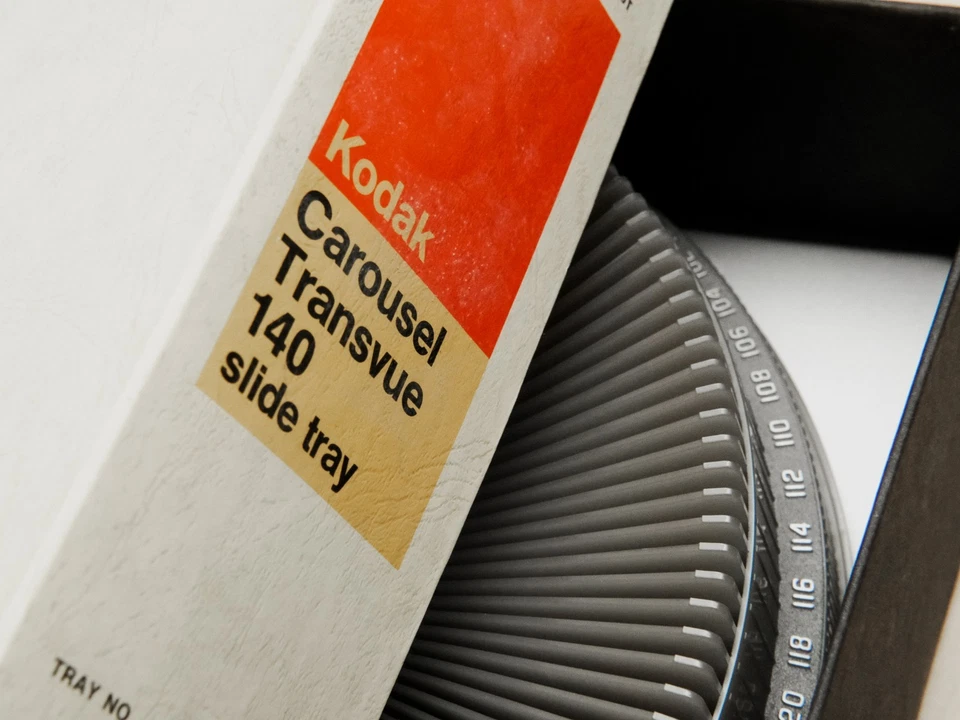 Kodak
Carousel
Transvue
140
slide tray
TRAY NO
104
106
108
110
112
114
116
118